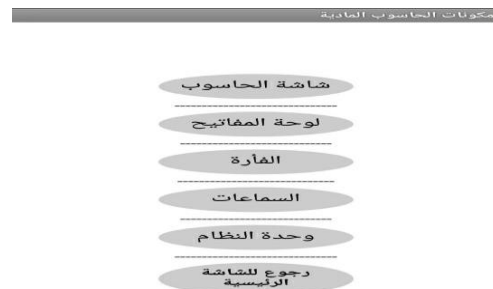 مكونات الحاسوب المادية
شاشة الحاسوب
لوحة المفاتيح
الفأرة
السماعات
وحدة النظام
رجوع للشاشة
الرئيسية